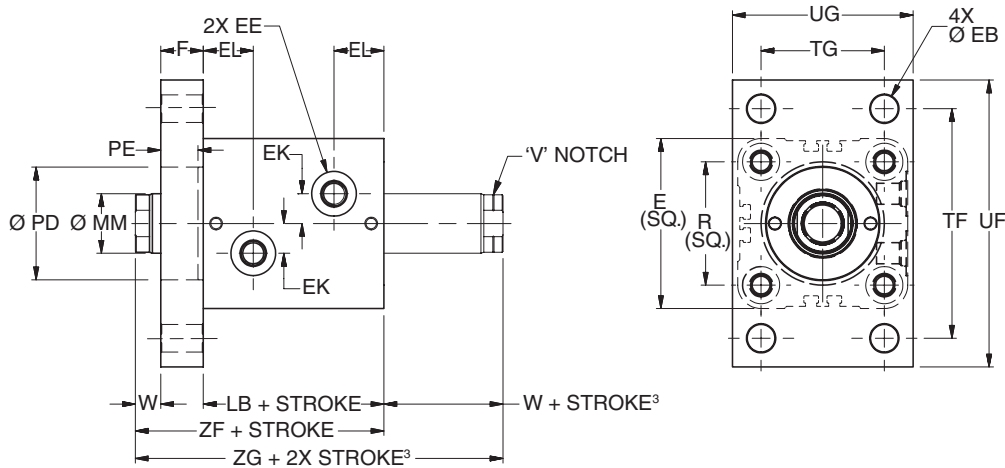 2X EE
F
EL
EL
PE
EK
'V' NOTCH
Ø PD
Ø MM
EK
W
LB + STROKE
W + STROKE³
ZF + STROKE
ZG + 2X STROKE³
UG
4X
Ø EB
TG
E
(SQ.)
R
(SQ.)
TF
UF